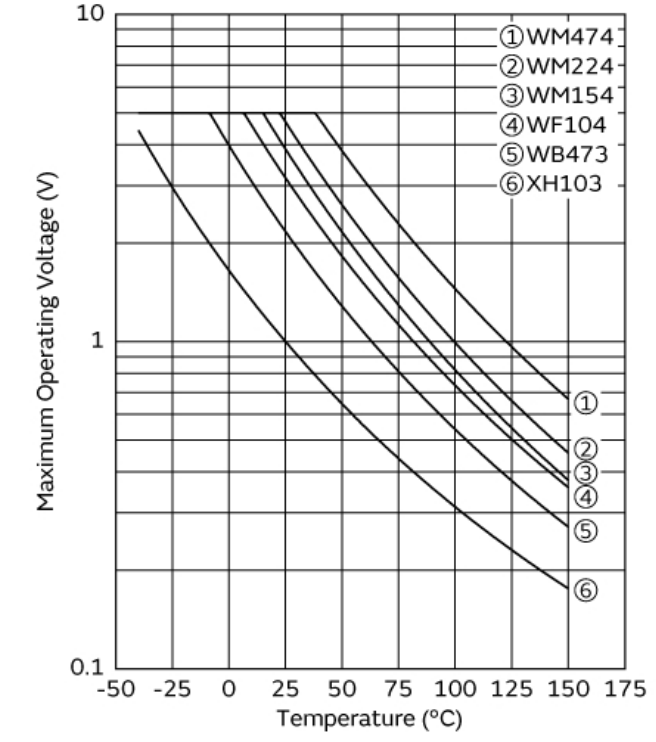 10
①WM474
②WM224
③WM154
④WF104
⑤WB473
⑥XH103
Maximum Operating Voltage (V)
1
①
②
③
④
⑤
⑥
0.1
-50 -25 0 25 50 75 100 125 150 175
Temperature (°C)